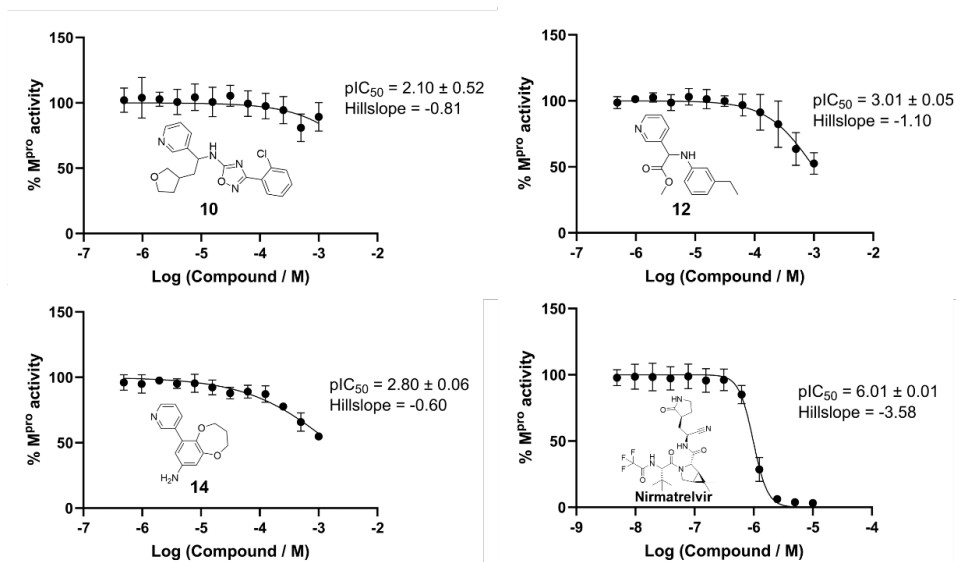 150
100
50
0
% Mᵖʳᵒ activity
-7 -6 -5 -4 -3 -2
Log (Compound / M)
pIC₅₀ = 2.10 ± 0.52
Hillslope = -0.81
N
H
N
N
O
N
Cl
O
10
150
100
50
0
% Mᵖʳᵒ activity
-7 -6 -5 -4 -3 -2
Log (Compound / M)
pIC₅₀ = 3.01 ± 0.05
Hillslope = -1.10
N
NH
O
O
12
150
100
50
0
% Mᵖʳᵒ activity
-7 -6 -5 -4 -3 -2
Log (Compound / M)
pIC₅₀ = 2.80 ± 0.06
Hillslope = -0.60
N
O
O
H₂N
14
150
100
50
0
% Mᵖʳᵒ activity
-9 -8 -7 -6 -5 -4
Log (Compound / M)
pIC₅₀ = 6.01 ± 0.01
Hillslope = -3.58
HN
O
N
NH
O
F
F
F
H
N
O
O
N
Nirmatrelvir